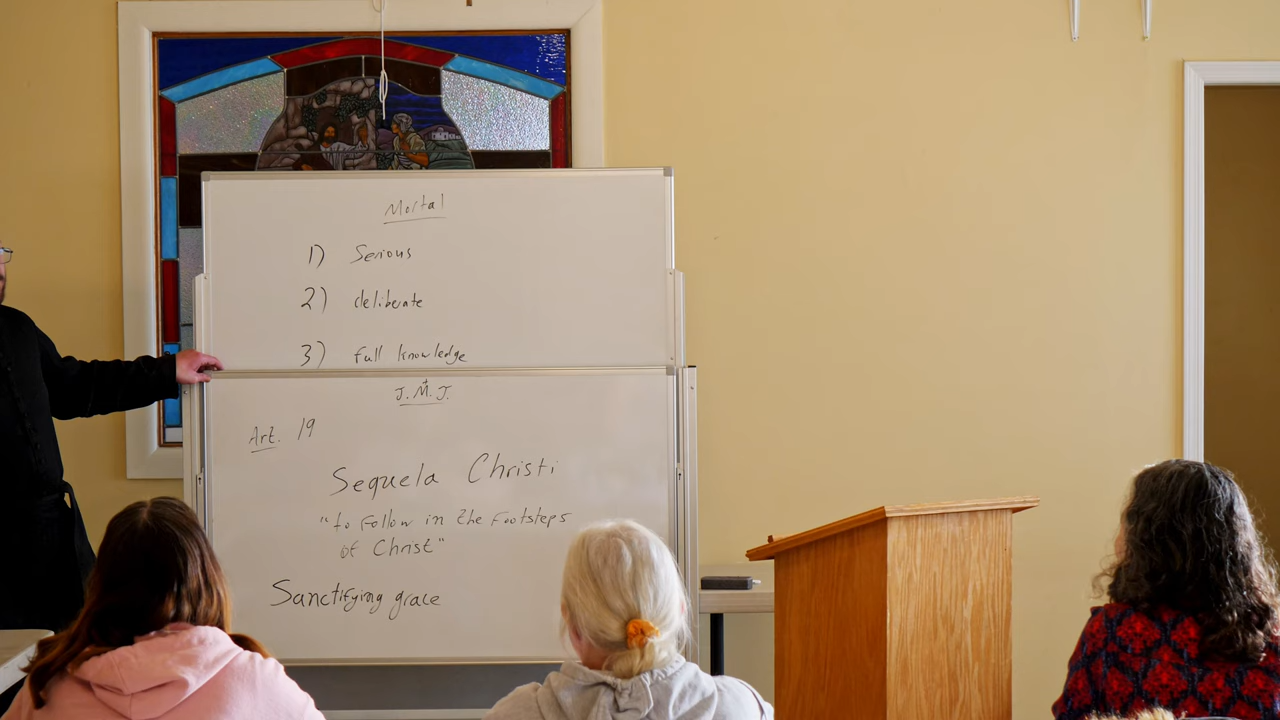 Mortal
1) Serious
2) deliberate
3) full knowledge
J.M.J.
Art. 19
Sequela Christi
"to follow in the footsteps
of Christ"
Sanctifying grace